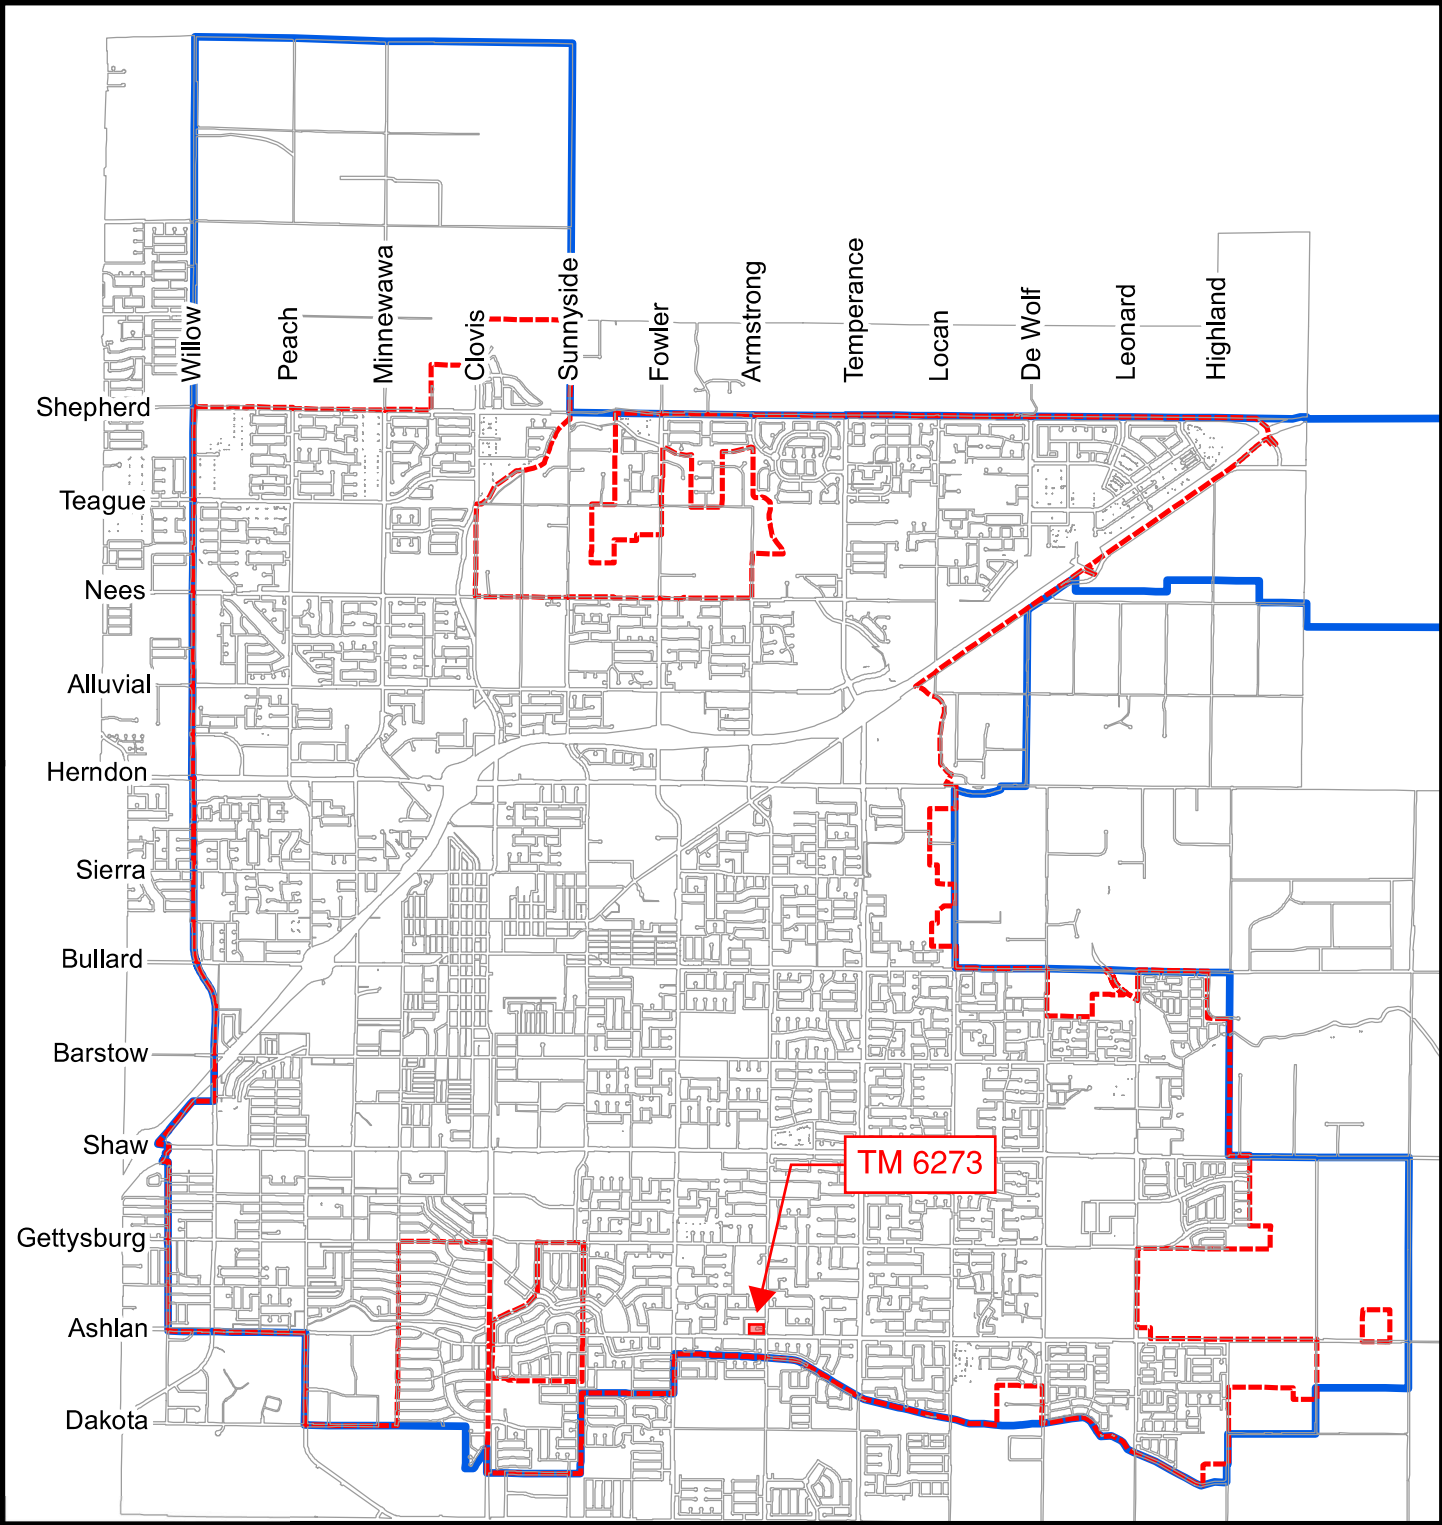 Willow
Peach
Minnewawa
Clovis
Sunnyside
Fowler
Armstrong
Temperance
Locan
De Wolf
Leonard
Highland
Shepherd
Teague
Nees
Alluvial
Herndon
Sierra
Bullard
Barstow
Shaw
TM 6273
Gettysburg
Ashlan
Dakota